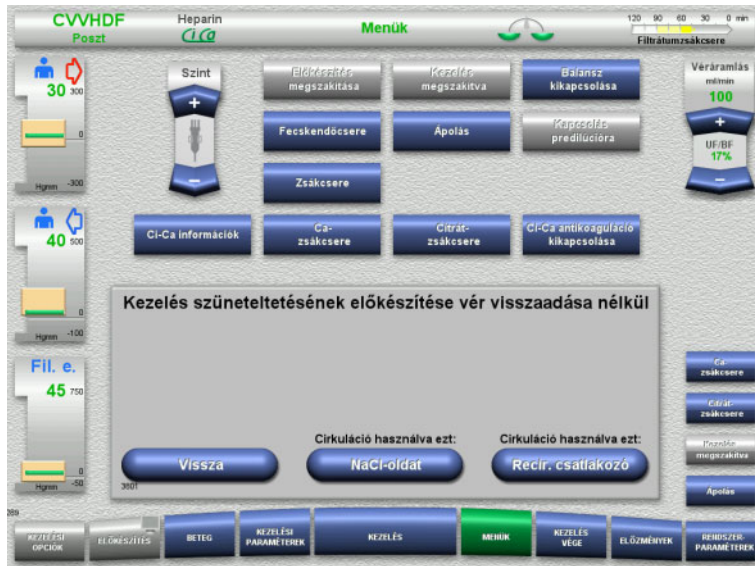 CVVHDF
Poszt
Heparin
Ci Ca
Menük
120 90 60 30 0 min
Filtrátumzsákcsere
30
300
0
Hgmm -300
40
500
0
Hgmm -100
Fil. e.
45
750
0
Hgmm -50
Szint
+
−
Előkészítés
megszakítása
Kezelés
megszakítva
Balansz
kikapcsolása
Fecskendőcsere
Ápolás
Kapcsolás
predilúcióra
Zsákcsere
Ci-Ca információk
Ca-
zsákcsere
Citrát-
zsákcsere
Ci-Ca antikoaguláció
kikapcsolása
Véráramlás
ml/min
100
+
UF/BF
17%
−
Kezelés szüneteltetésének előkészítése vér visszaadása nélkül
Cirkuláció használva ezt:
Cirkuláció használva ezt:
Vissza
NaCl-oldat
Recir. csatlakozó
3601
Ca-
zsákcsere
Citrát-
zsákcsere
Kezelés
megszakítva
Ápolás
089
KEZELÉSI
OPCIÓK
ELŐKÉSZÍTÉS
BETEG
KEZELÉSI
PARAMÉTEREK
KEZELÉS
MENÜK
KEZELÉS
VÉGE
ELŐZMÉNYEK
RENDSZER-
PARAMÉTEREK